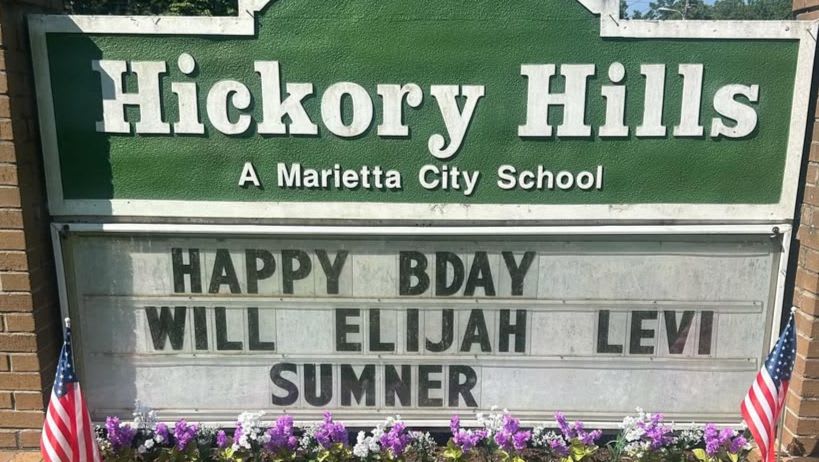 Hickory Hills
A Marietta City School
HAPPY BDAY
WILL ELIJAH LEVI
SUMNER